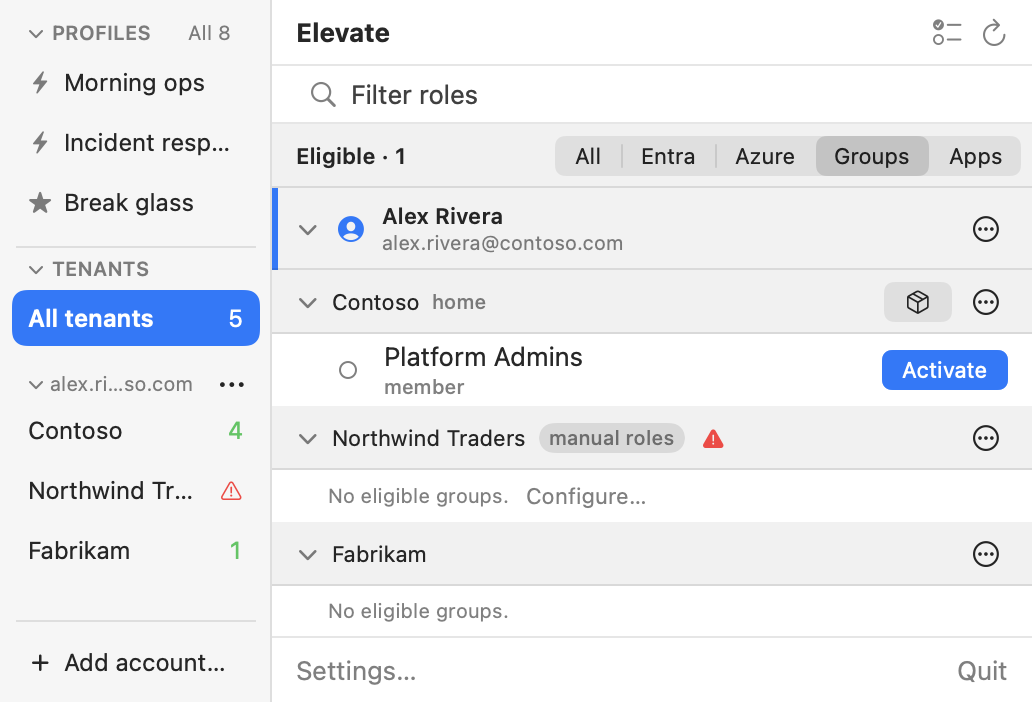 PROFILES All 8
Morning ops
Incident resp...
Break glass
TENANTS
All tenants 5
alex.ri...so.com
Contoso 4
Northwind Tr...
Fabrikam 1
+ Add account...
Elevate
Filter roles
Eligible · 1 All Entra Azure Groups Apps
Alex Rivera
alex.rivera@contoso.com
Contoso home
Platform Admins
member
Activate
Northwind Traders manual roles
No eligible groups. Configure...
Fabrikam
No eligible groups.
Settings... Quit